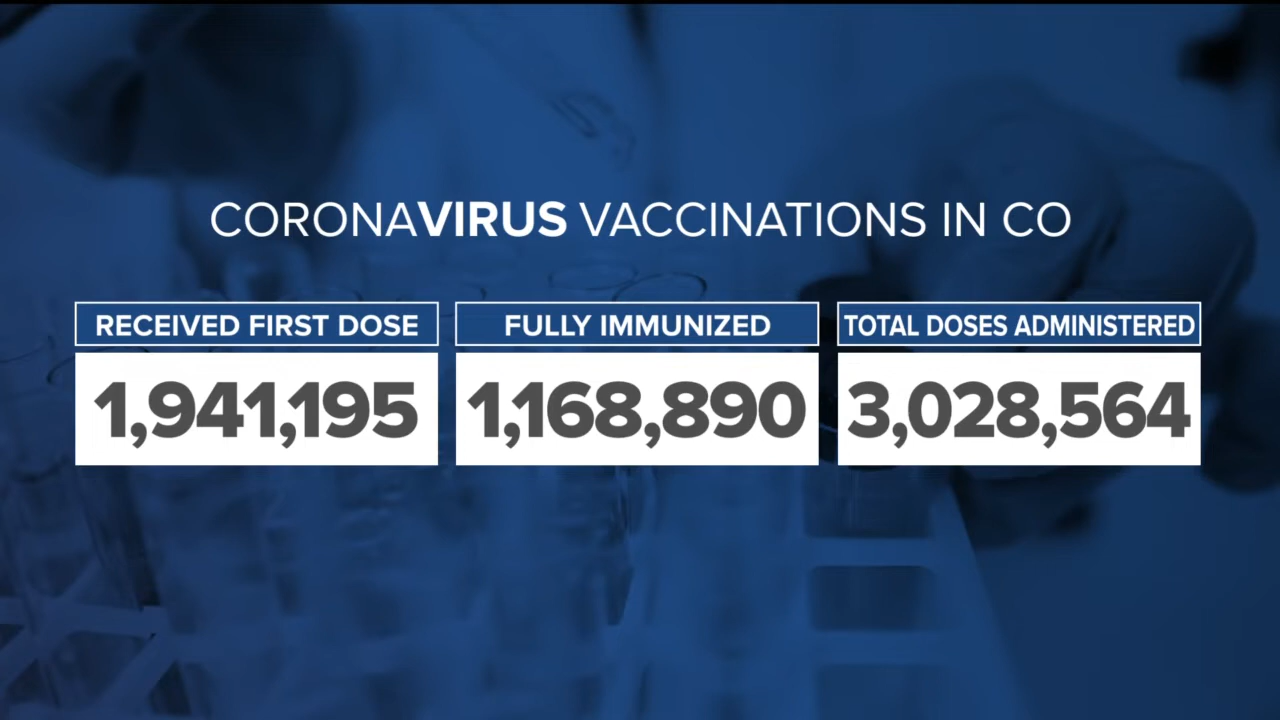 CORONAVIRUS VACCINATIONS IN CO
RECEIVED FIRST DOSE
1,941,195
FULLY IMMUNIZED
1,168,890
TOTAL DOSES ADMINISTERED
3,028,564